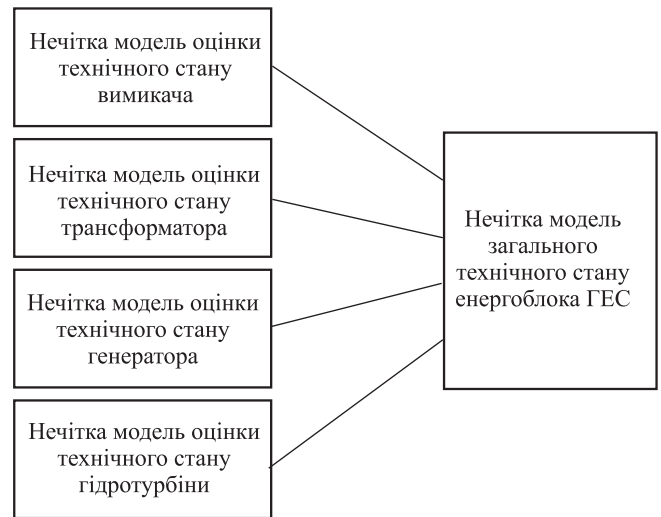 Нечітка модель оцінки
технічного стану
вимикача
Нечітка модель оцінки
технічного стану
трансформатора
Нечітка модель оцінки
технічного стану
генератора
Нечітка модель оцінки
технічного стану
гідротурбіни
Нечітка модель
загального
технічного стану
енергоблока ГЕС